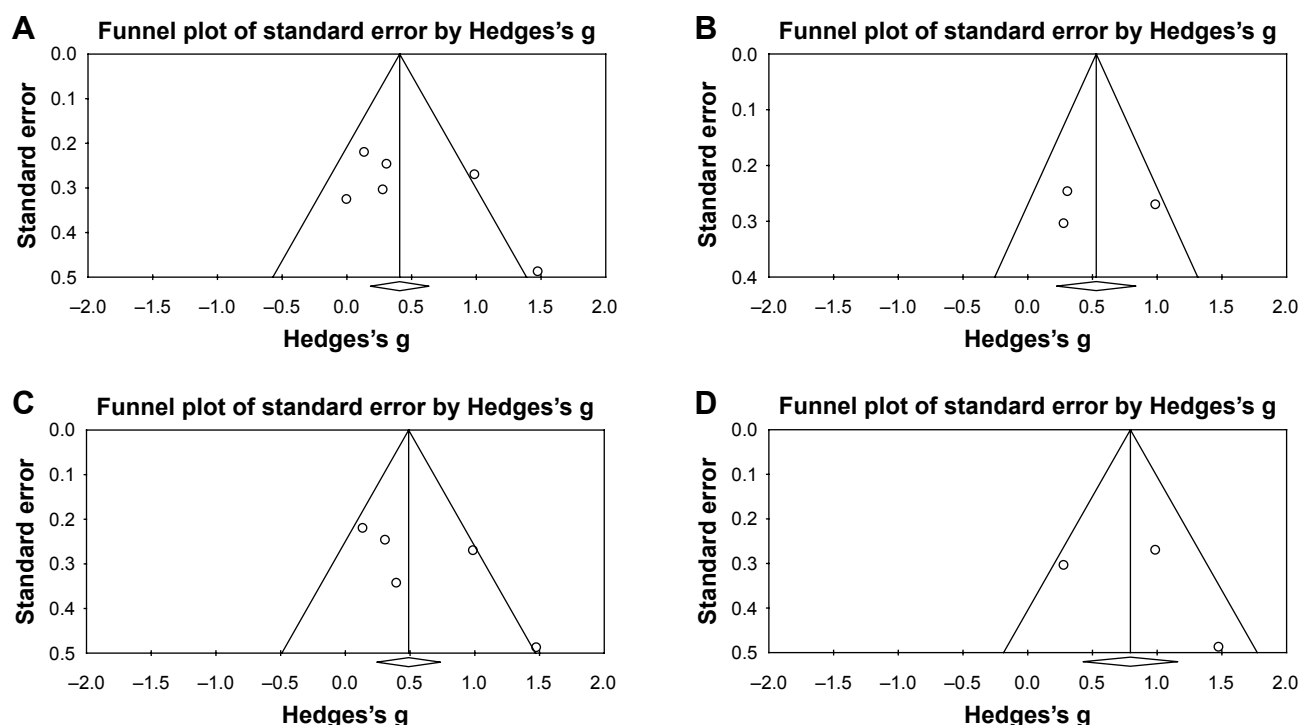 A
Funnel plot of standard error by Hedges’s g
Standard error
0.0
0.1
0.2
0.3
0.4
0.5
–2.0 –1.5 –1.0 –0.5 0.0 0.5 1.0 1.5 2.0
Hedges’s g
B
Funnel plot of standard error by Hedges’s g
Standard error
0.0
0.1
0.2
0.3
0.4
–2.0 –1.5 –1.0 –0.5 0.0 0.5 1.0 1.5 2.0
Hedges’s g
C
Funnel plot of standard error by Hedges’s g
Standard error
0.0
0.1
0.2
0.3
0.4
0.5
–2.0 –1.5 –1.0 –0.5 0.0 0.5 1.0 1.5 2.0
Hedges’s g
D
Funnel plot of standard error by Hedges’s g
Standard error
0.0
0.1
0.2
0.3
0.4
0.5
–2.0 –1.5 –1.0 –0.5 0.0 0.5 1.0 1.5 2.0
Hedges’s g